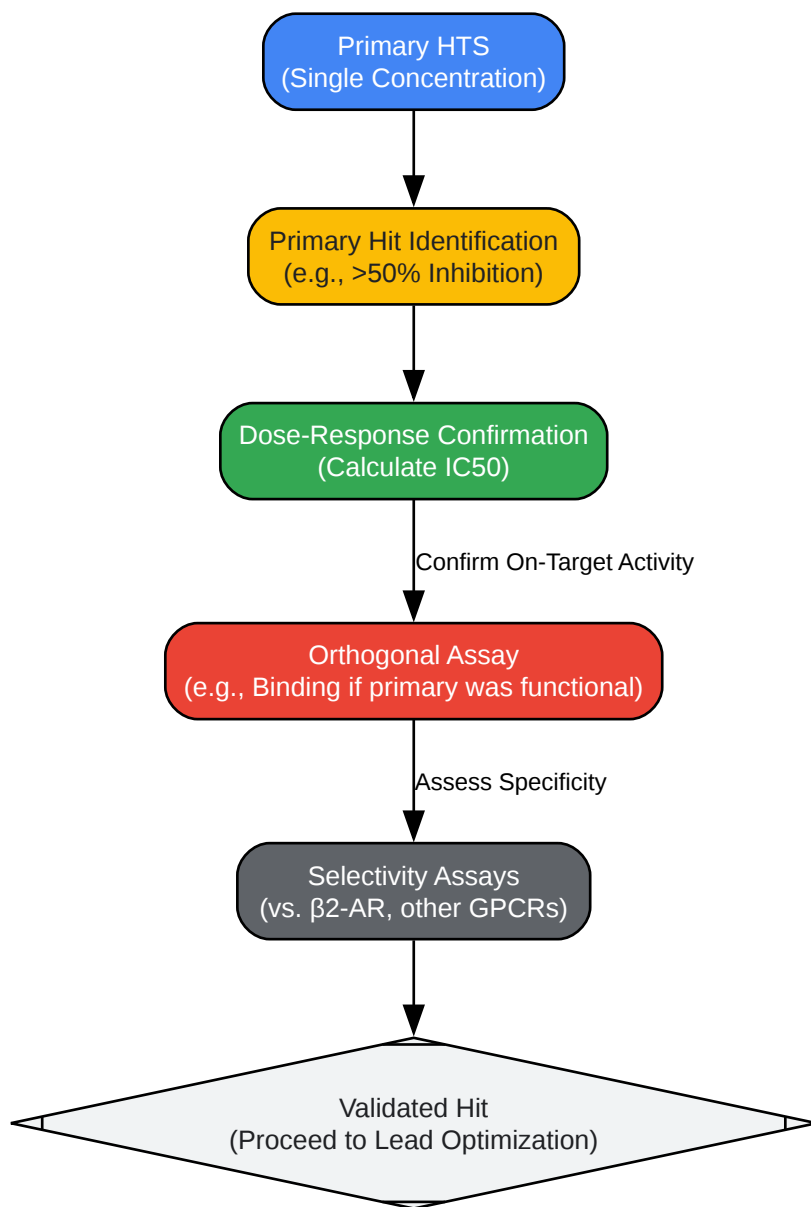 Primary HTS
(Single Concentration)
Primary Hit Identification
(e.g., >50% Inhibition)
Dose-Response Confirmation
(Calculate IC50)
Confirm On-Target Activity
Orthogonal Assay
(e.g., Binding if primary was functional)
Assess Specificity
Selectivity Assays
(vs. β2-AR, other GPCRs)
Validated Hit
(Proceed to Lead Optimization)